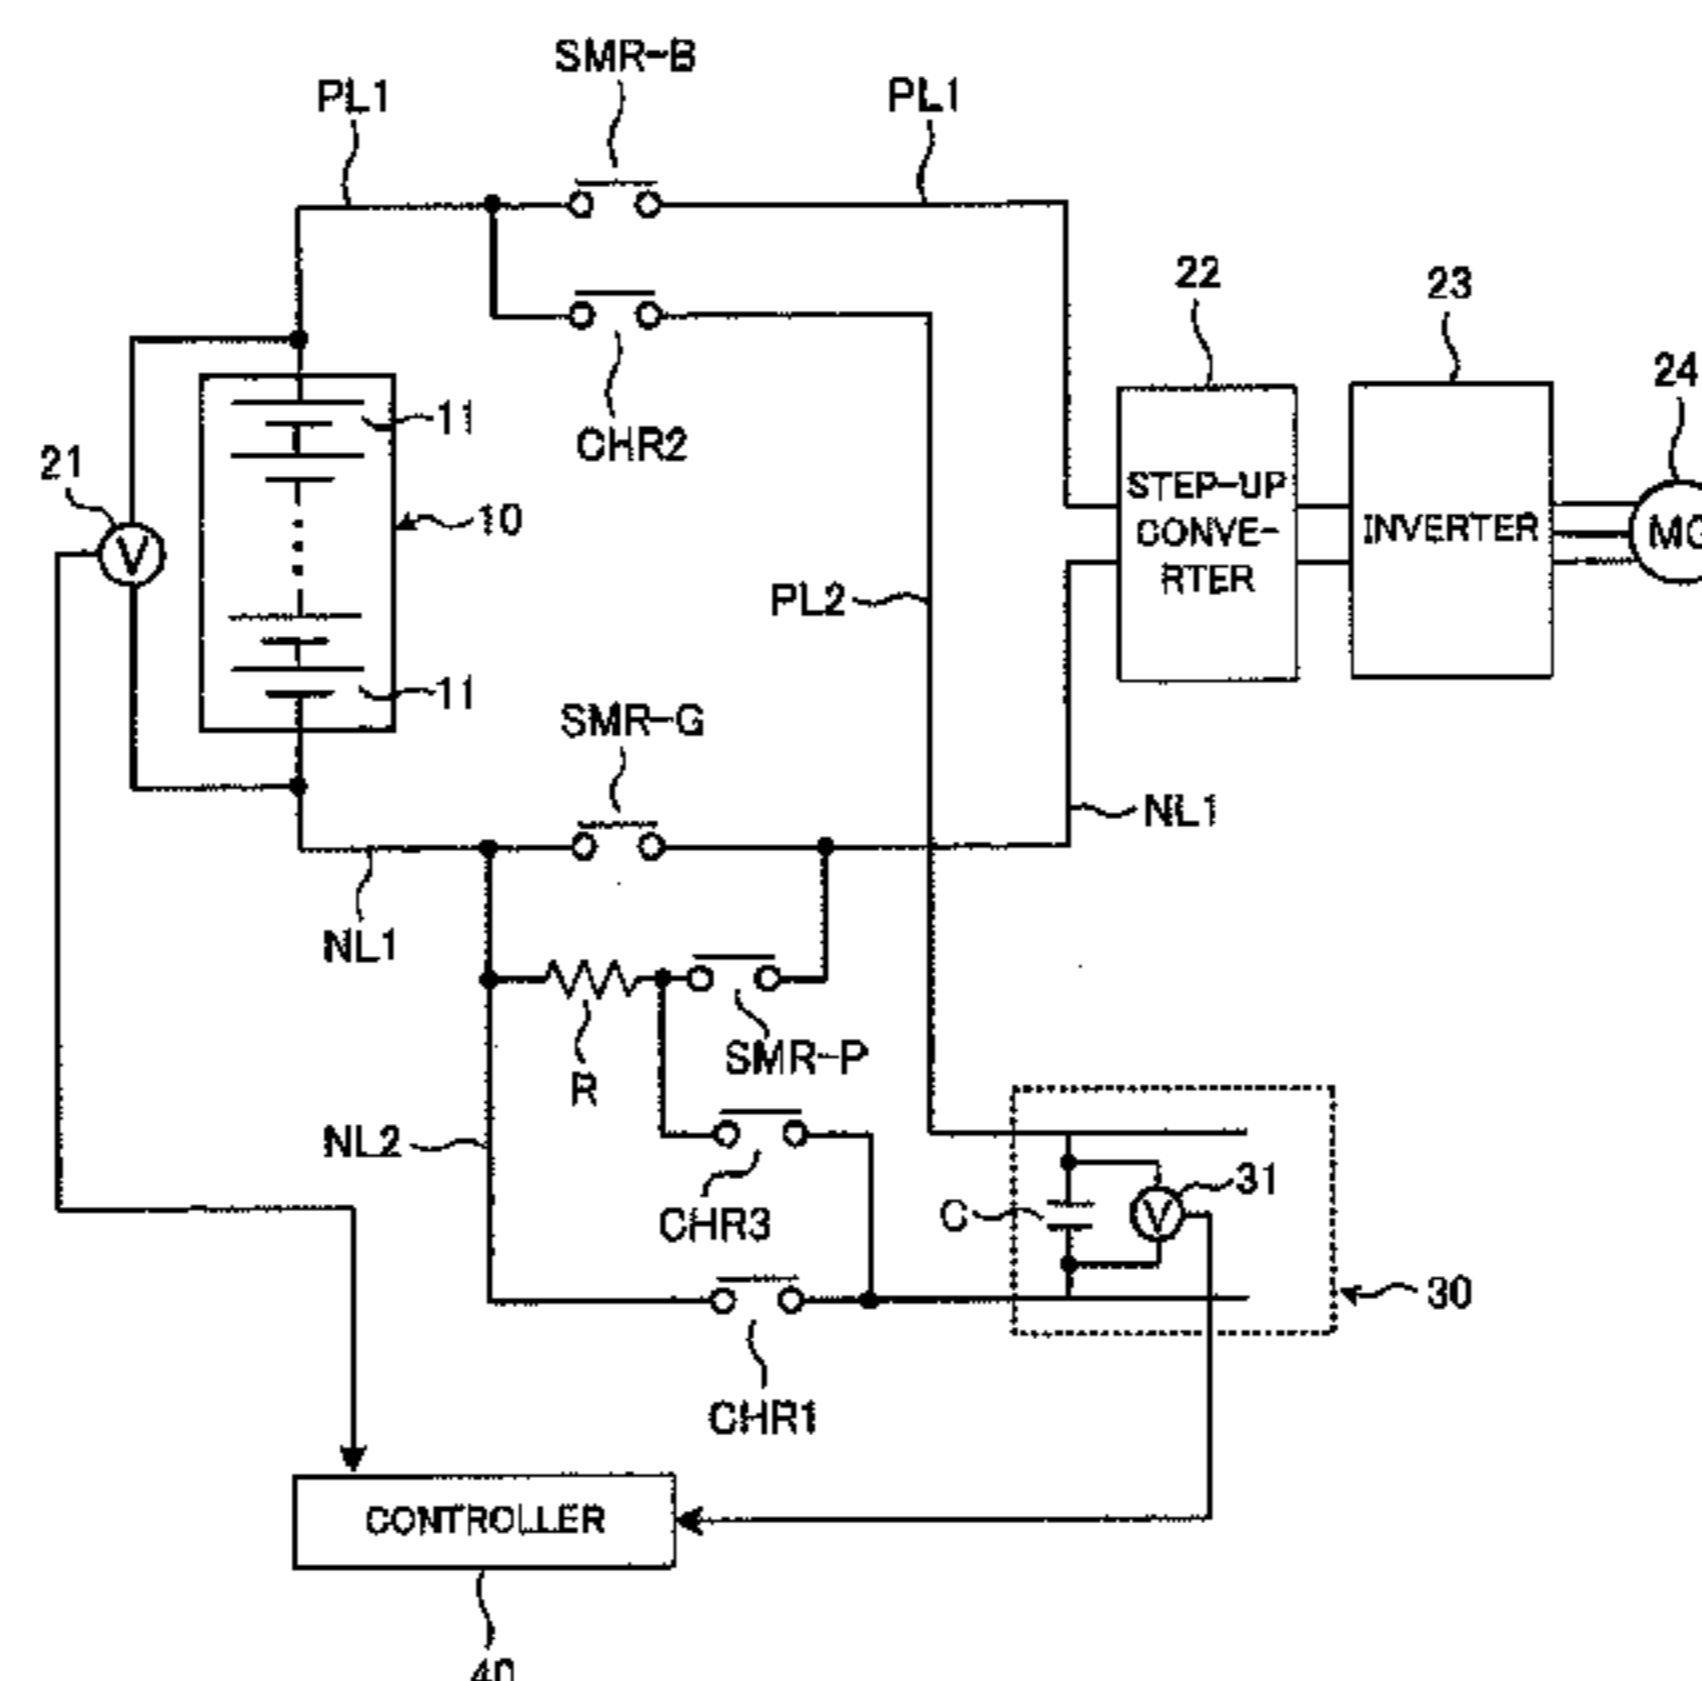 SMR-B
PL1
PL1
22
23
24
CHR2
11
21
10
STEP-UP
CONVE-
RTER
INVERTER
V
PL2
11
SMR-G
NL1
NL1
SMR-P
R
NL2
31
C
V
CHR3
30
CHR1
CONTROLLER
40